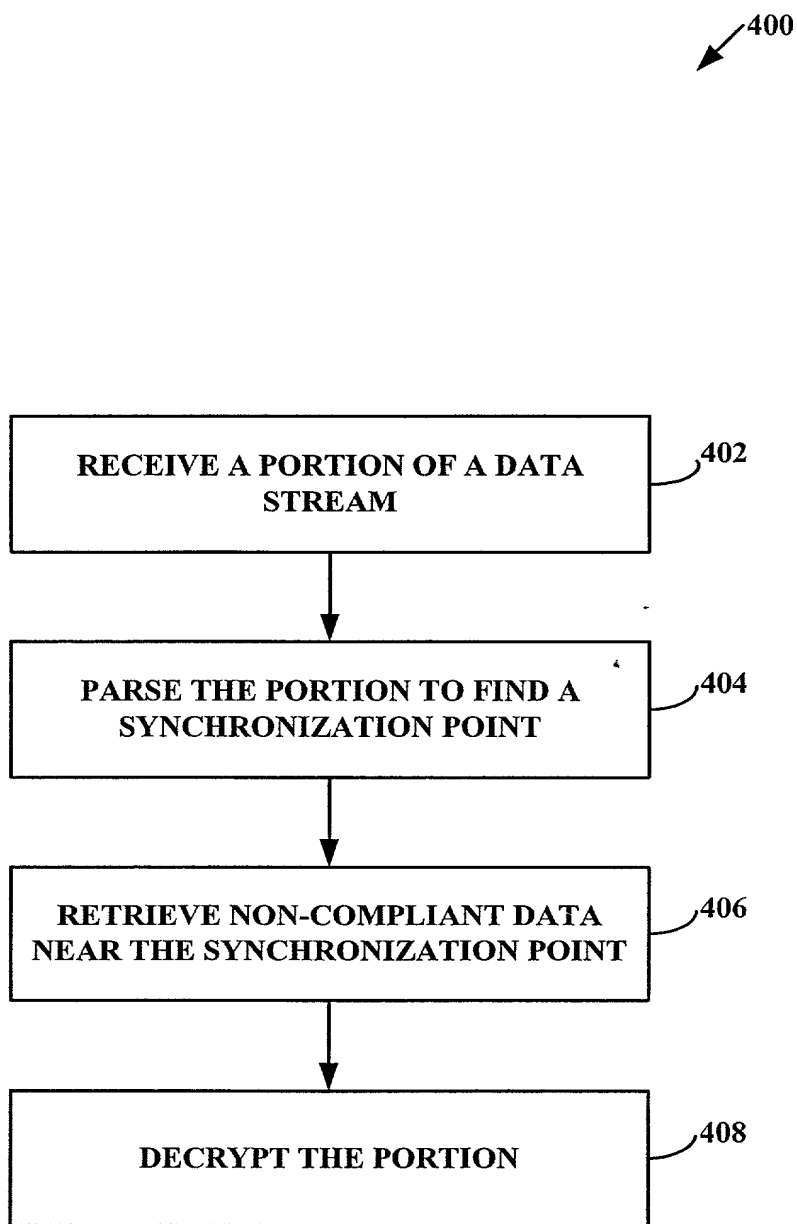 400
RECEIVE A PORTION OF A DATA
STREAM
402
PARSE THE PORTION TO FIND A
SYNCHRONIZATION POINT
404
RETRIEVE NON-COMPLIANT DATA
NEAR THE SYNCHRONIZATION POINT
406
DECRYPT THE PORTION
408